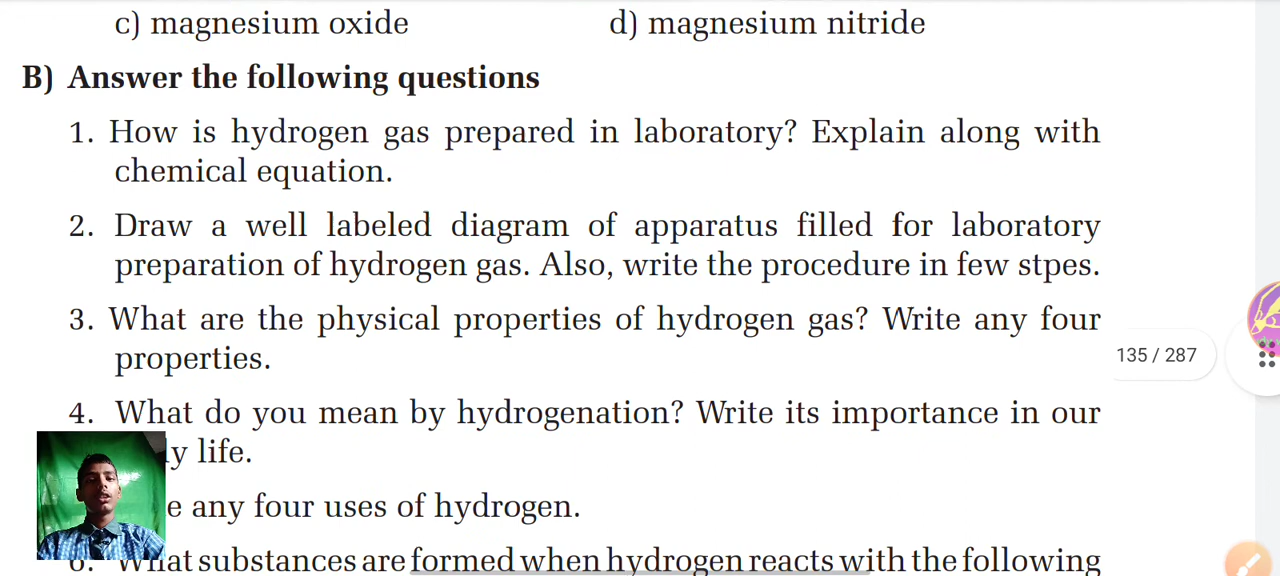 c) magnesium oxide d) magnesium nitride
B) Answer the following questions
1. How is hydrogen gas prepared in laboratory? Explain along with
chemical equation.
2. Draw a well labeled diagram of apparatus filled for laboratory
preparation of hydrogen gas. Also, write the procedure in few stpes.
3. What are the physical properties of hydrogen gas? Write any four
properties.
135 / 287
4. What do you mean by hydrogenation? Write its importance in our
y life.
e any four uses of hydrogen.
6. What substances are formed when hydrogen reacts with the following